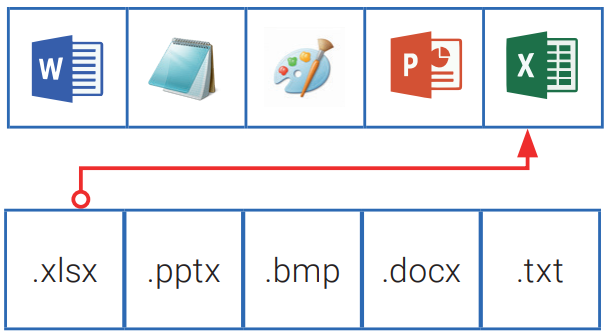 W P X
.xlsx .pptx .bmp .docx .txt